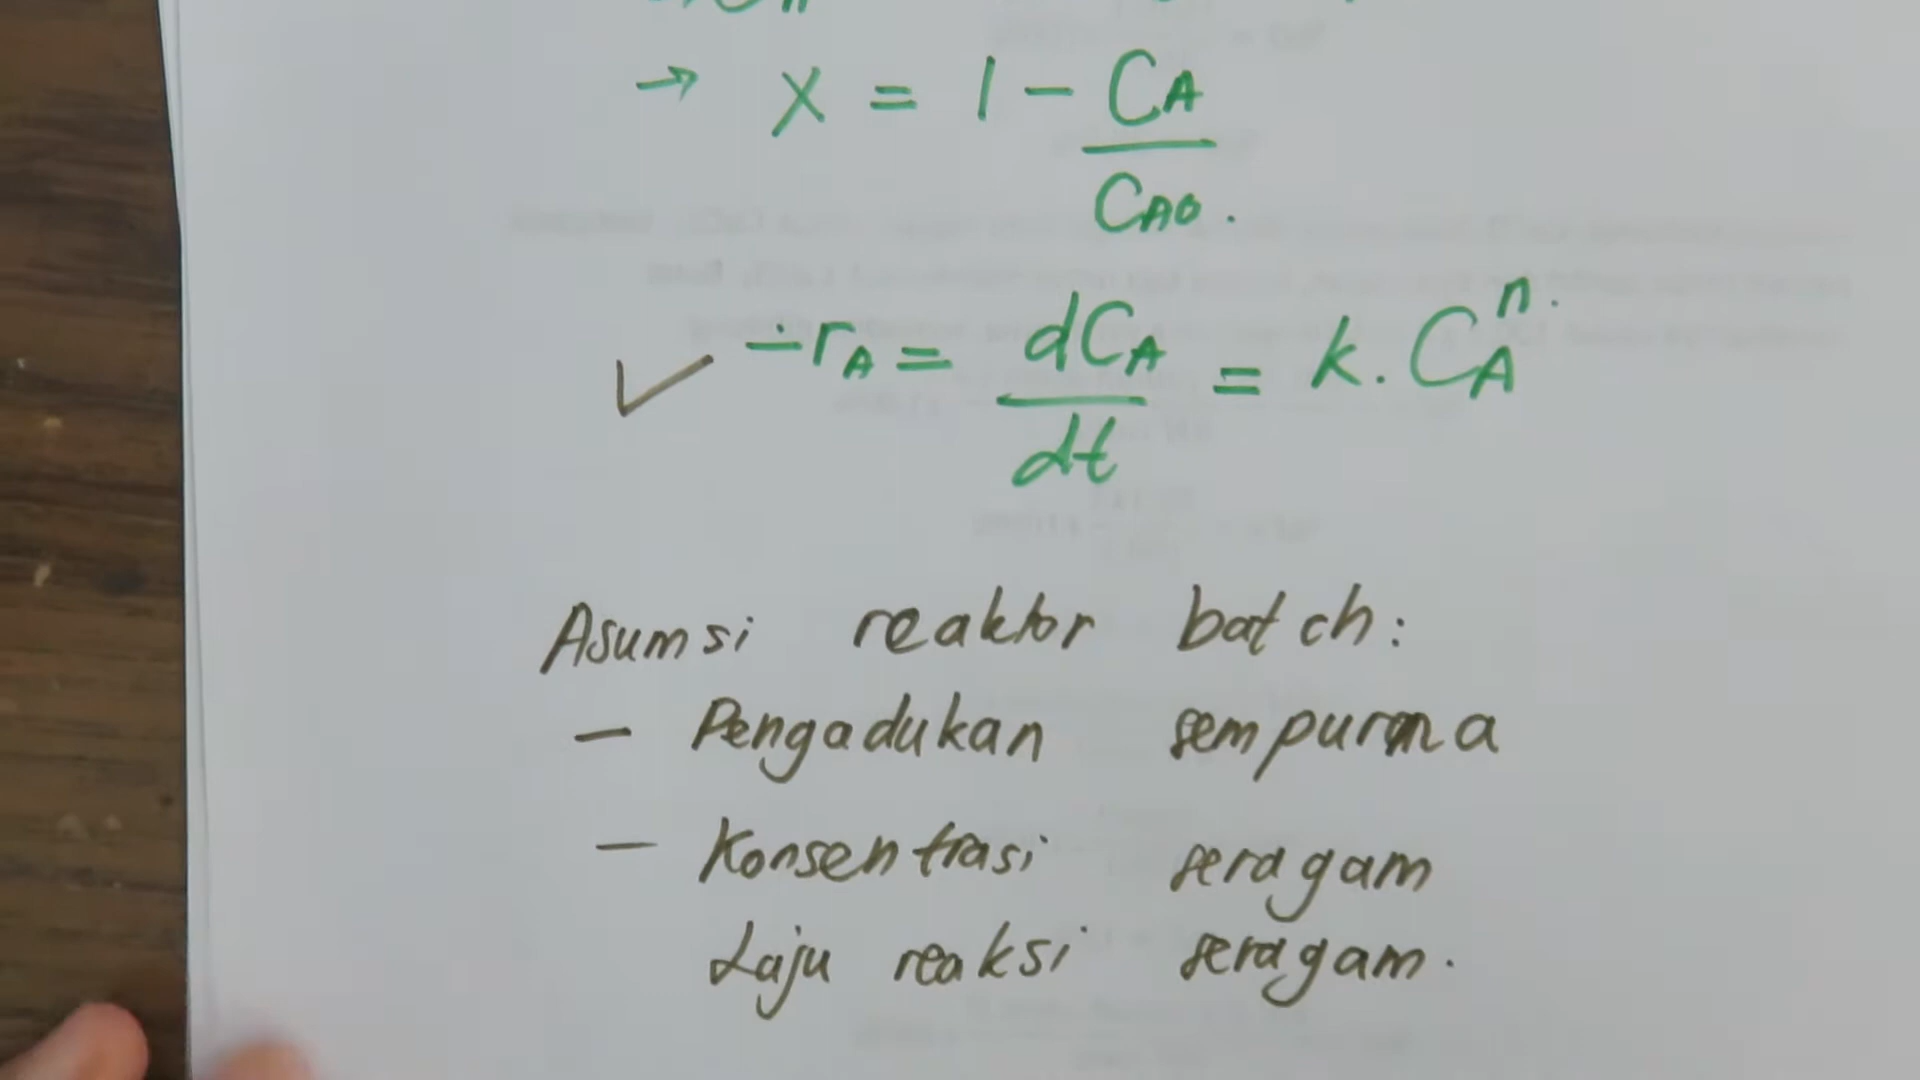 → X = 1 - CA / CA0.
✓ -rA = dCA / dt = k. CA^n.
Asumsi reaktor batch:
- Pengadukan sempurna
- Konsentrasi seragam
Laju reaksi seragam.